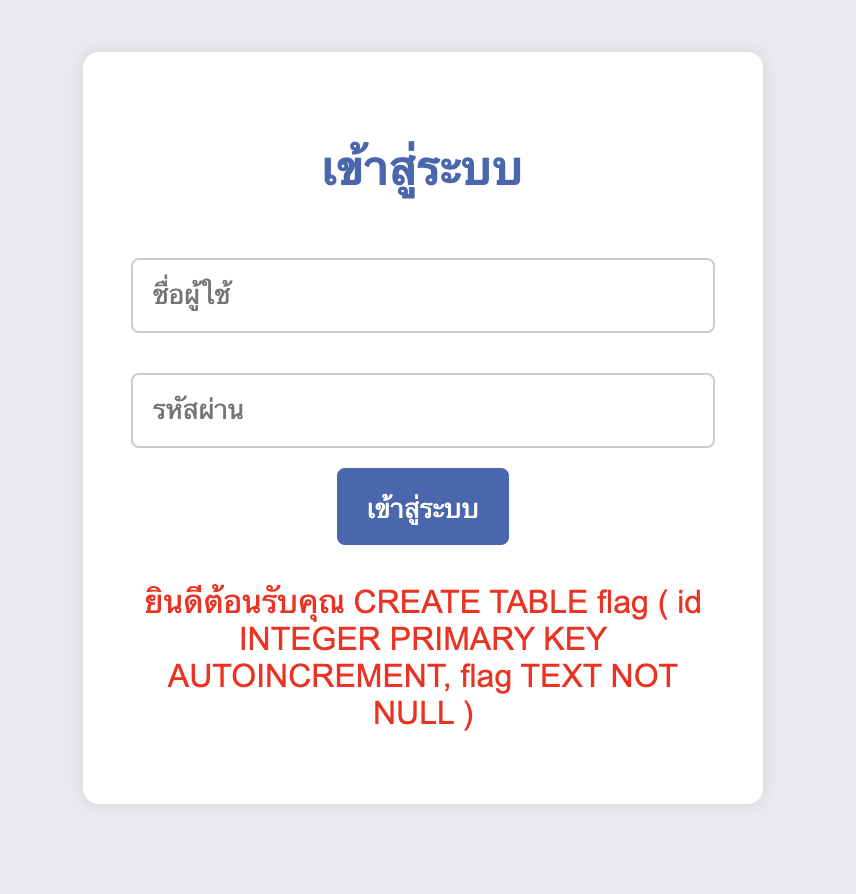 เข้าสู่ระบบ
ชื่อผู้ใช้
รหัสผ่าน
เข้าสู่ระบบ
ยินดีต้อนรับคุณ CREATE TABLE flag ( id
INTEGER PRIMARY KEY
AUTOINCREMENT, flag TEXT NOT
NULL )